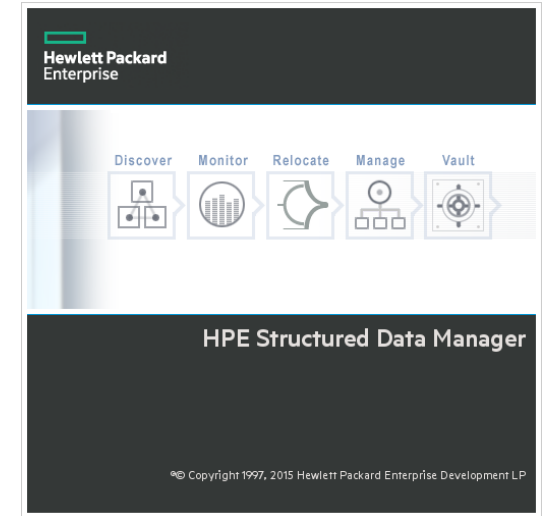 Hewlett Packard
Enterprise
Discover Monitor Relocate Manage Vault
HPE Structured Data Manager
© Copyright 1997, 2015 Hewlett Packard Enterprise Development LP